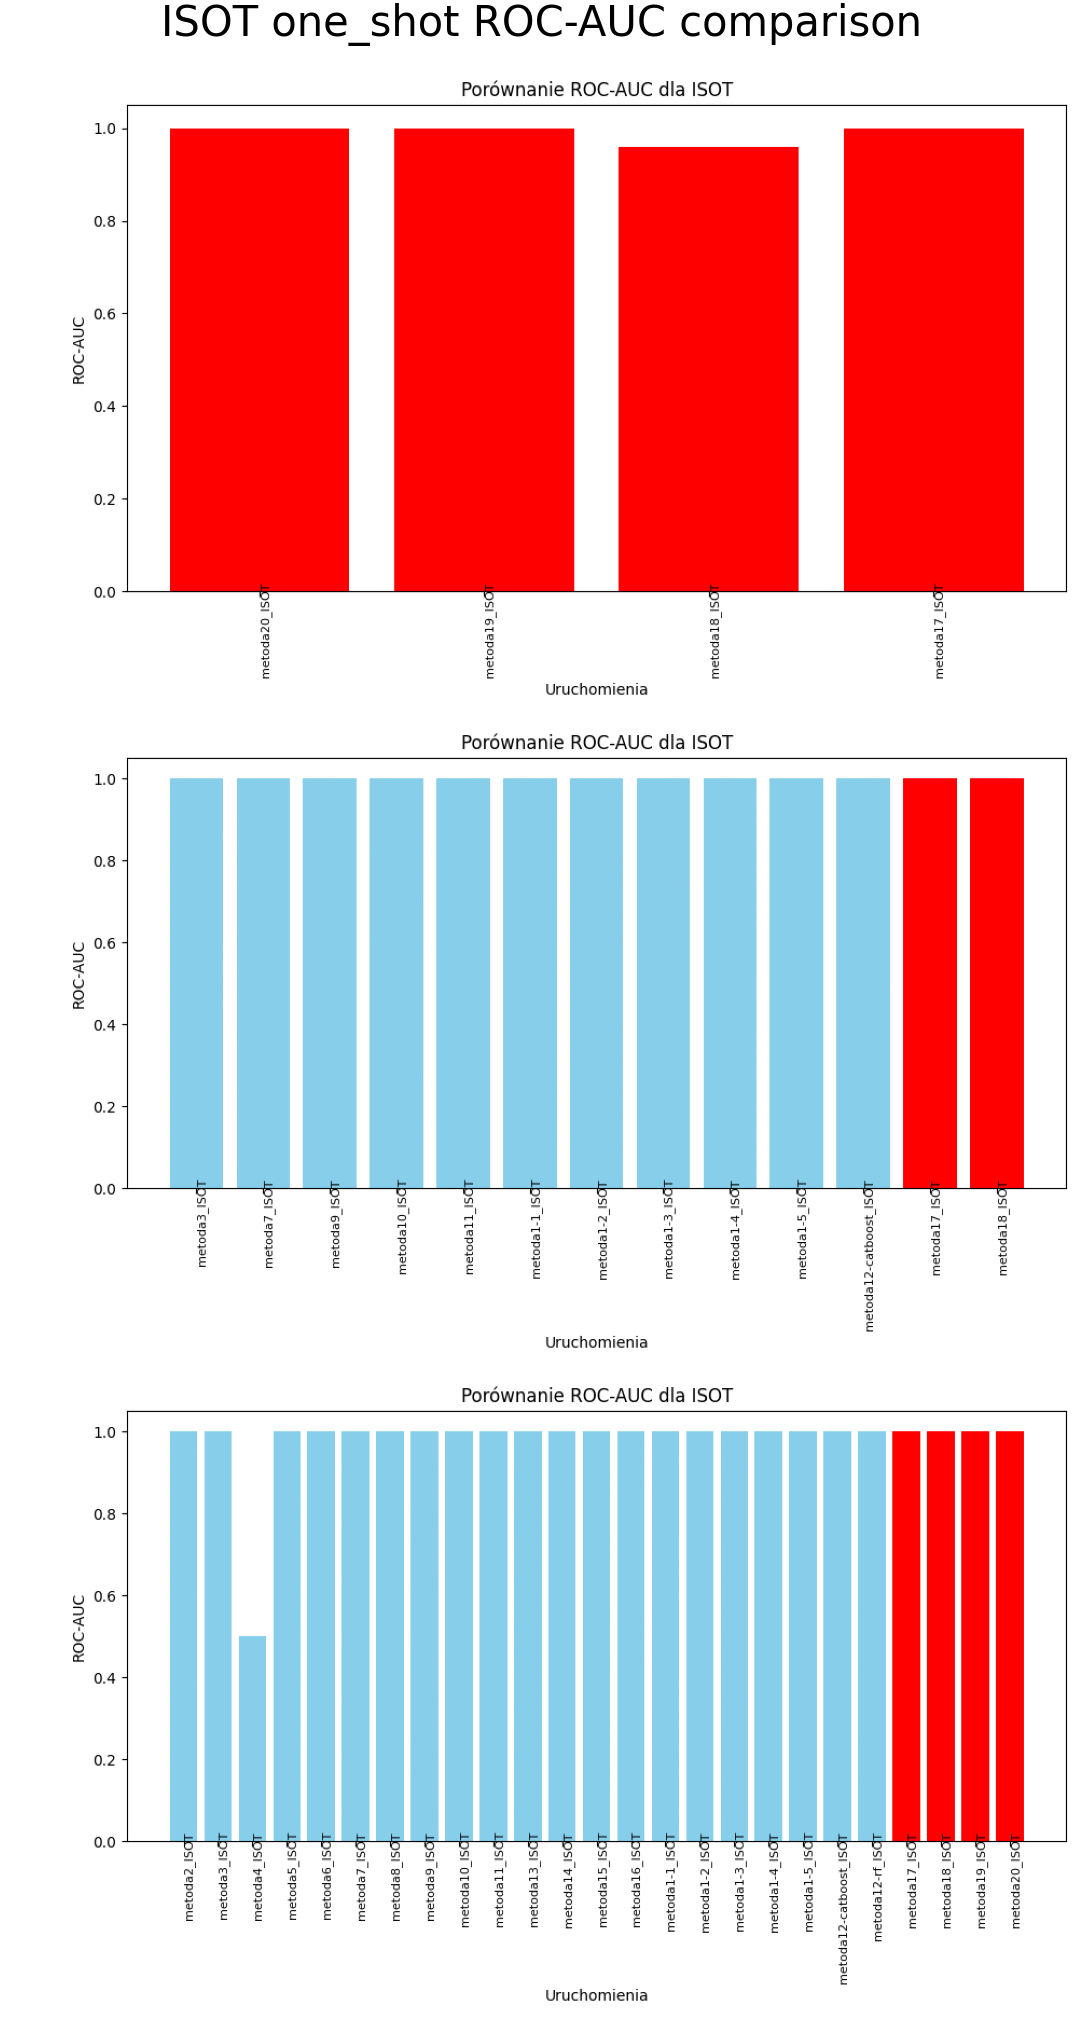 ISOT one_shot ROC-AUC comparison
Porównanie ROC-AUC dla ISOT
ROC-AUC
1.0
0.8
0.6
0.4
0.2
0.0
metoda20_ISOT
metoda19_ISOT
metoda18_ISOT
metoda17_ISOT
Uruchomienia
Porównanie ROC-AUC dla ISOT
ROC-AUC
1.0
0.8
0.6
0.4
0.2
0.0
metoda3_ISOT
metoda7_ISOT
metoda9_ISOT
metoda10_ISOT
metoda11_ISOT
metoda1-1_ISOT
metoda1-2_ISOT
metoda1-3_ISOT
metoda1-4_ISOT
metoda1-5_ISOT
metoda12-catboost_ISOT
metoda17_ISOT
metoda18_ISOT
Uruchomienia
Porównanie ROC-AUC dla ISOT
ROC-AUC
1.0
0.8
0.6
0.4
0.2
0.0
metoda2_ISOT
metoda3_ISOT
metoda4_ISOT
metoda5_ISOT
metoda6_ISOT
metoda7_ISOT
metoda8_ISOT
metoda9_ISOT
metoda10_ISOT
metoda11_ISOT
metoda13_ISOT
metoda14_ISOT
metoda15_ISOT
metoda16_ISOT
metoda1-1_ISOT
metoda1-2_ISOT
metoda1-3_ISOT
metoda1-4_ISOT
metoda1-5_ISOT
metoda12-catboost_ISOT
metoda12-rf_ISOT
metoda17_ISOT
metoda18_ISOT
metoda19_ISOT
metoda20_ISOT
Uruchomienia